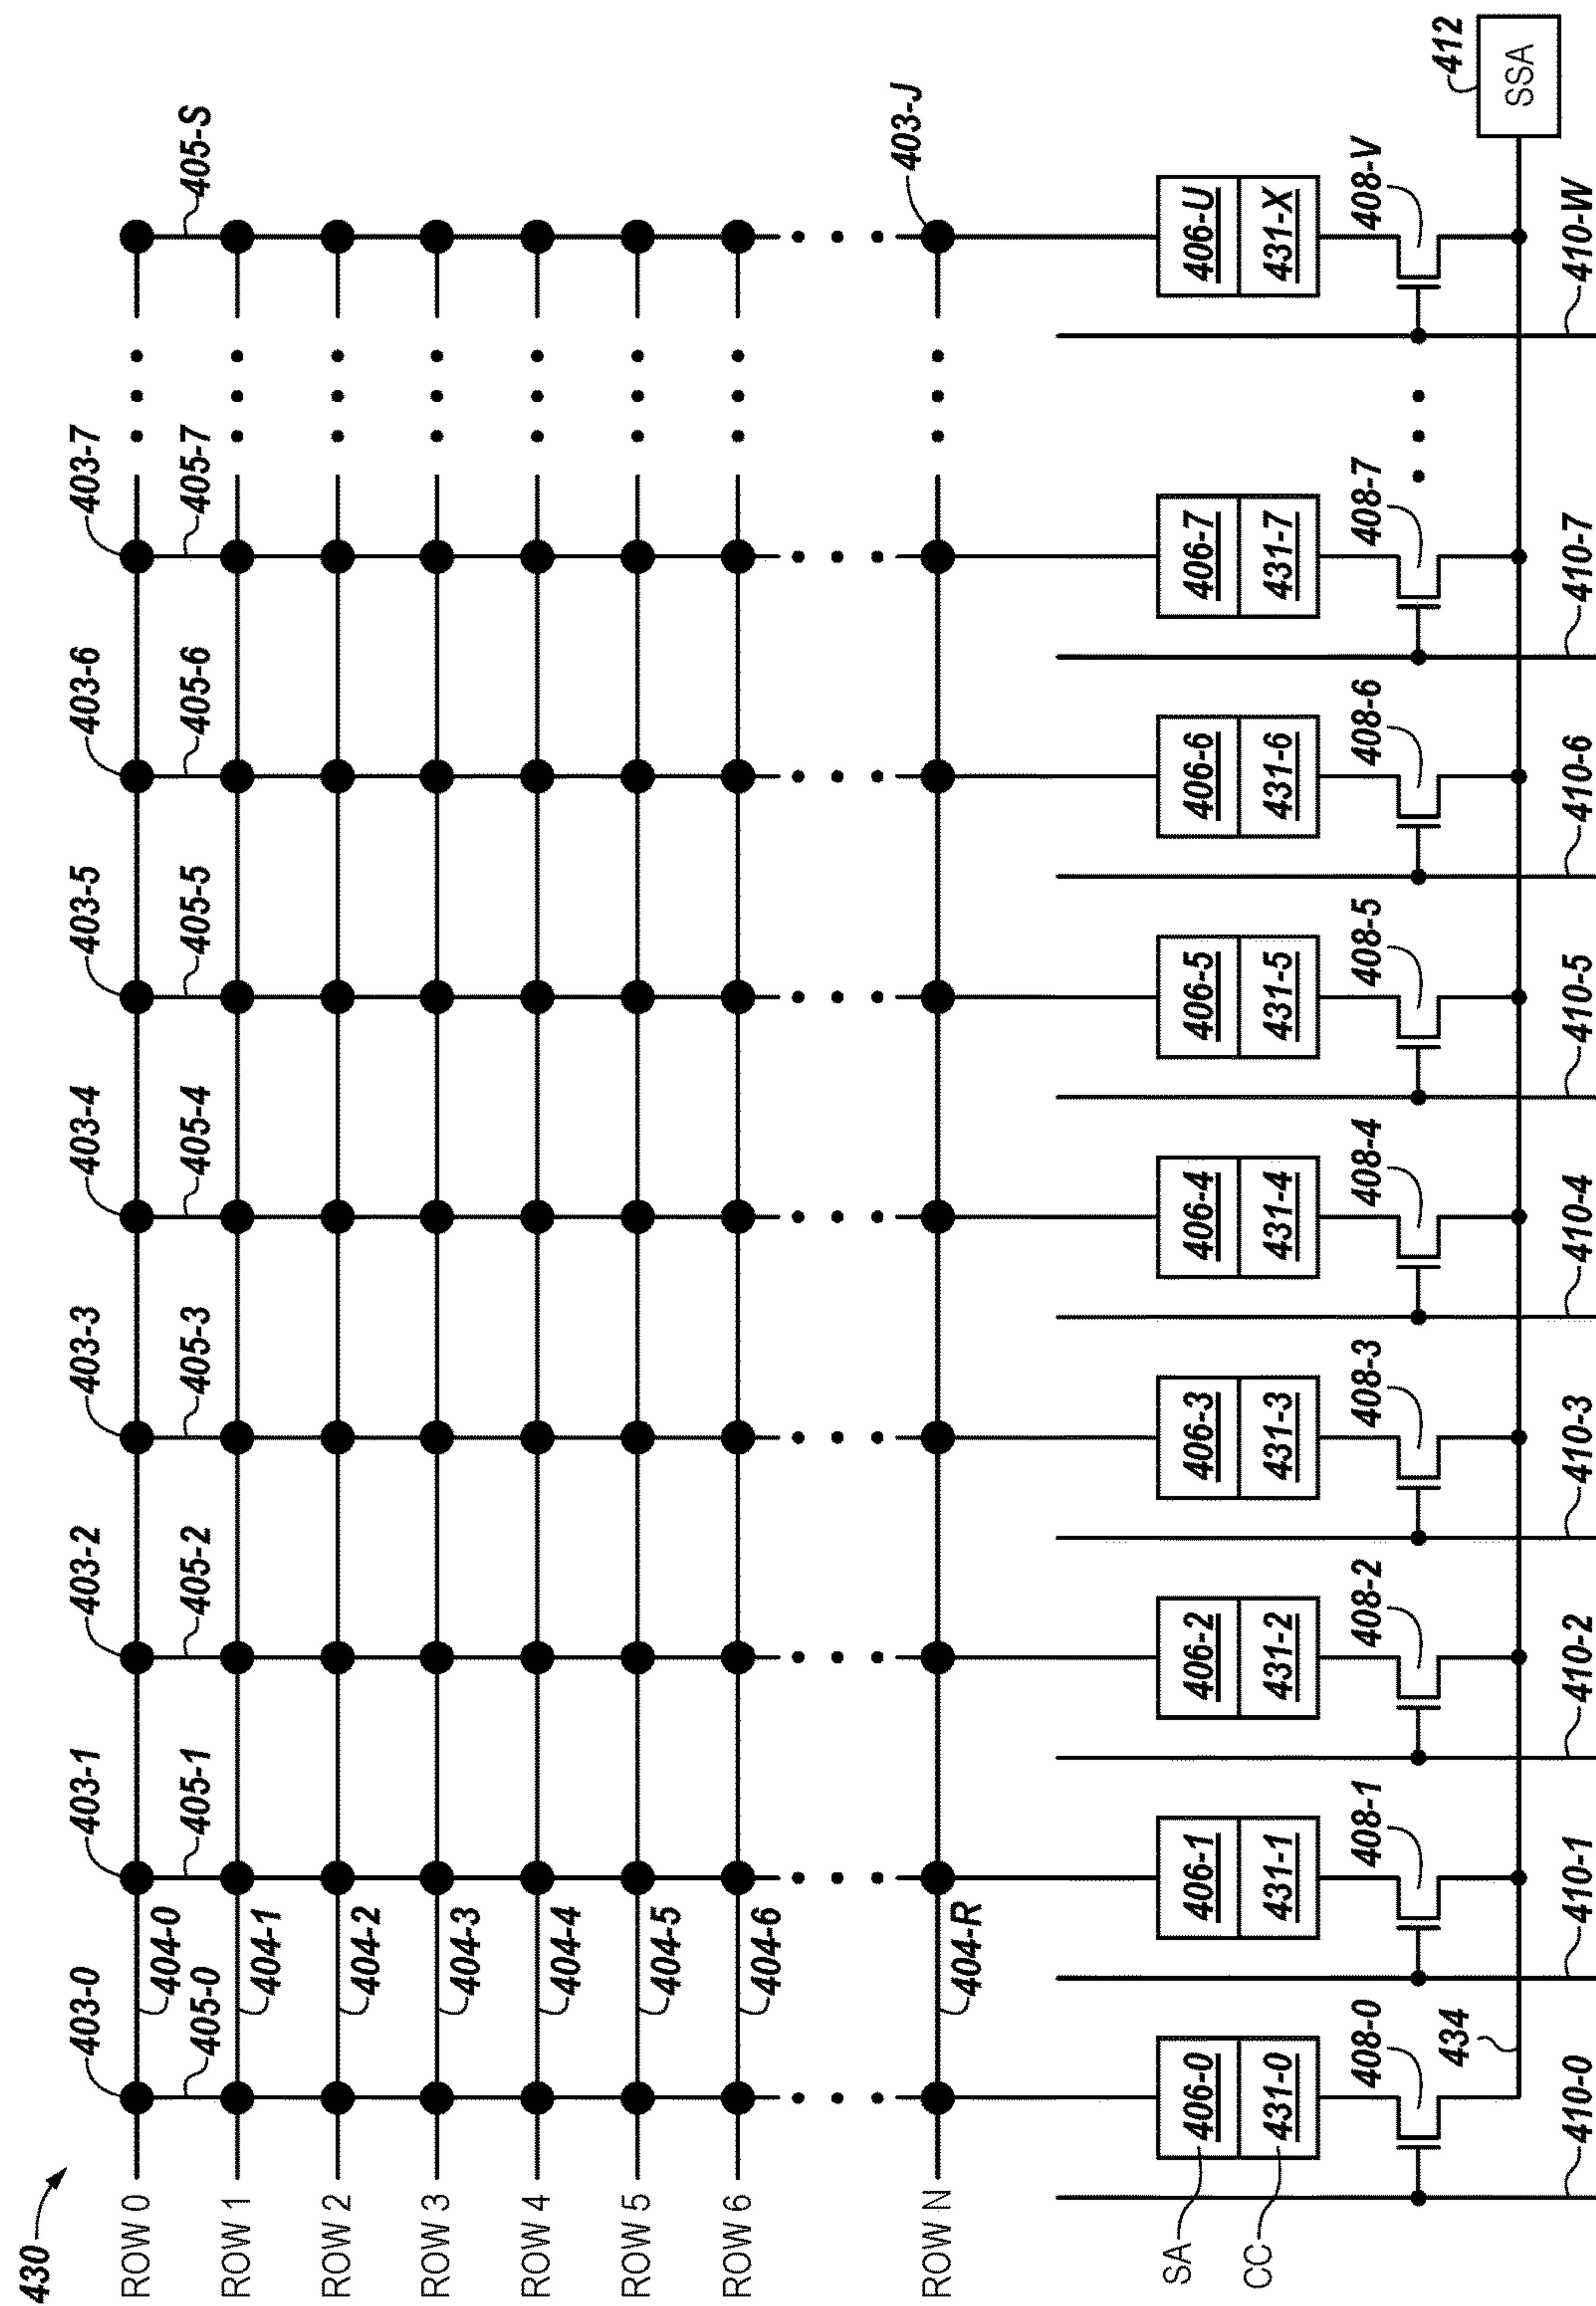 430
403-0 403-1 403-2 403-3 403-4 403-5 403-6 403-7
ROW 0
404-0
405-0 405-1 405-2 405-3 405-4 405-5 405-6 405-7 405-S
ROW 1
404-1
ROW 2
404-2
ROW 3
404-3
ROW 4
404-4
ROW 5
404-5
ROW 6
404-6
403-J
ROW N
404-R
SA
406-0 406-1 406-2 406-3 406-4 406-5 406-6 406-7 406-U
CC
431-0 431-1 431-2 431-3 431-4 431-5 431-6 431-7 431-X
408-0 408-1 408-2 408-3 408-4 408-5 408-6 408-7 408-V
434
412
SSA
410-0 410-1 410-2 410-3 410-4 410-5 410-6 410-7 410-W